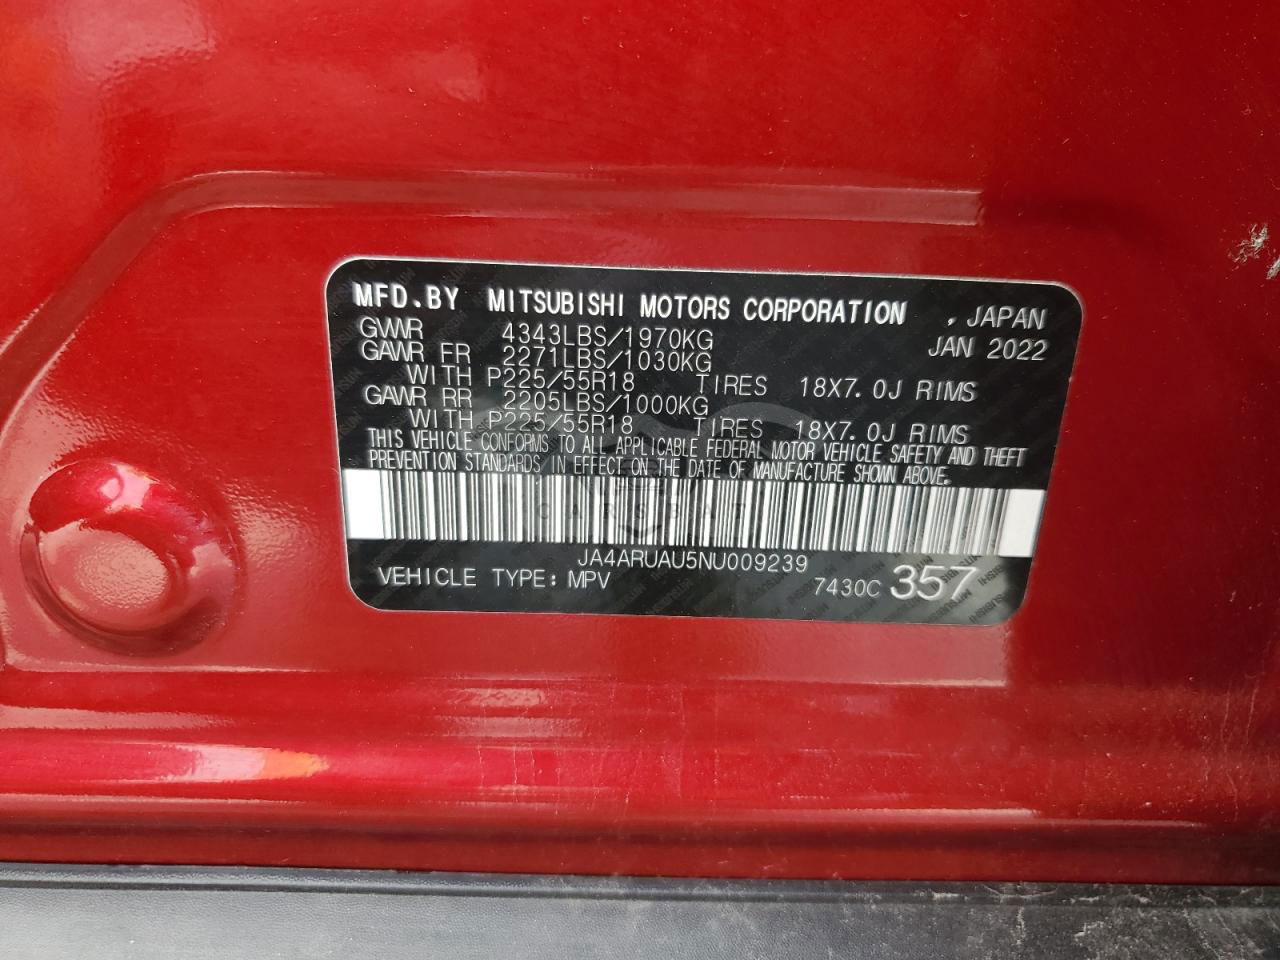 MFD.BY MITSUBISHI MOTORS CORPORATION , JAPAN
GVWR 4343LBS/1970KG JAN 2022
GAWR FR 2271LBS/1030KG
WITH P225/55R18 TIRES 18X7.0J RIMS
GAWR RR 2205LBS/1000KG
WITH P225/55R18 TIRES 18X7.0J RIMS
THIS VEHICLE CONFORMS TO ALL APPLICABLE FEDERAL MOTOR VEHICLE SAFETY AND THEFT
PREVENTION STANDARDS IN EFFECT ON THE DATE OF MANUFACTURE SHOWN ABOVE.
JA4ARUAU5NU009239
VEHICLE TYPE: MPV 7430C 357